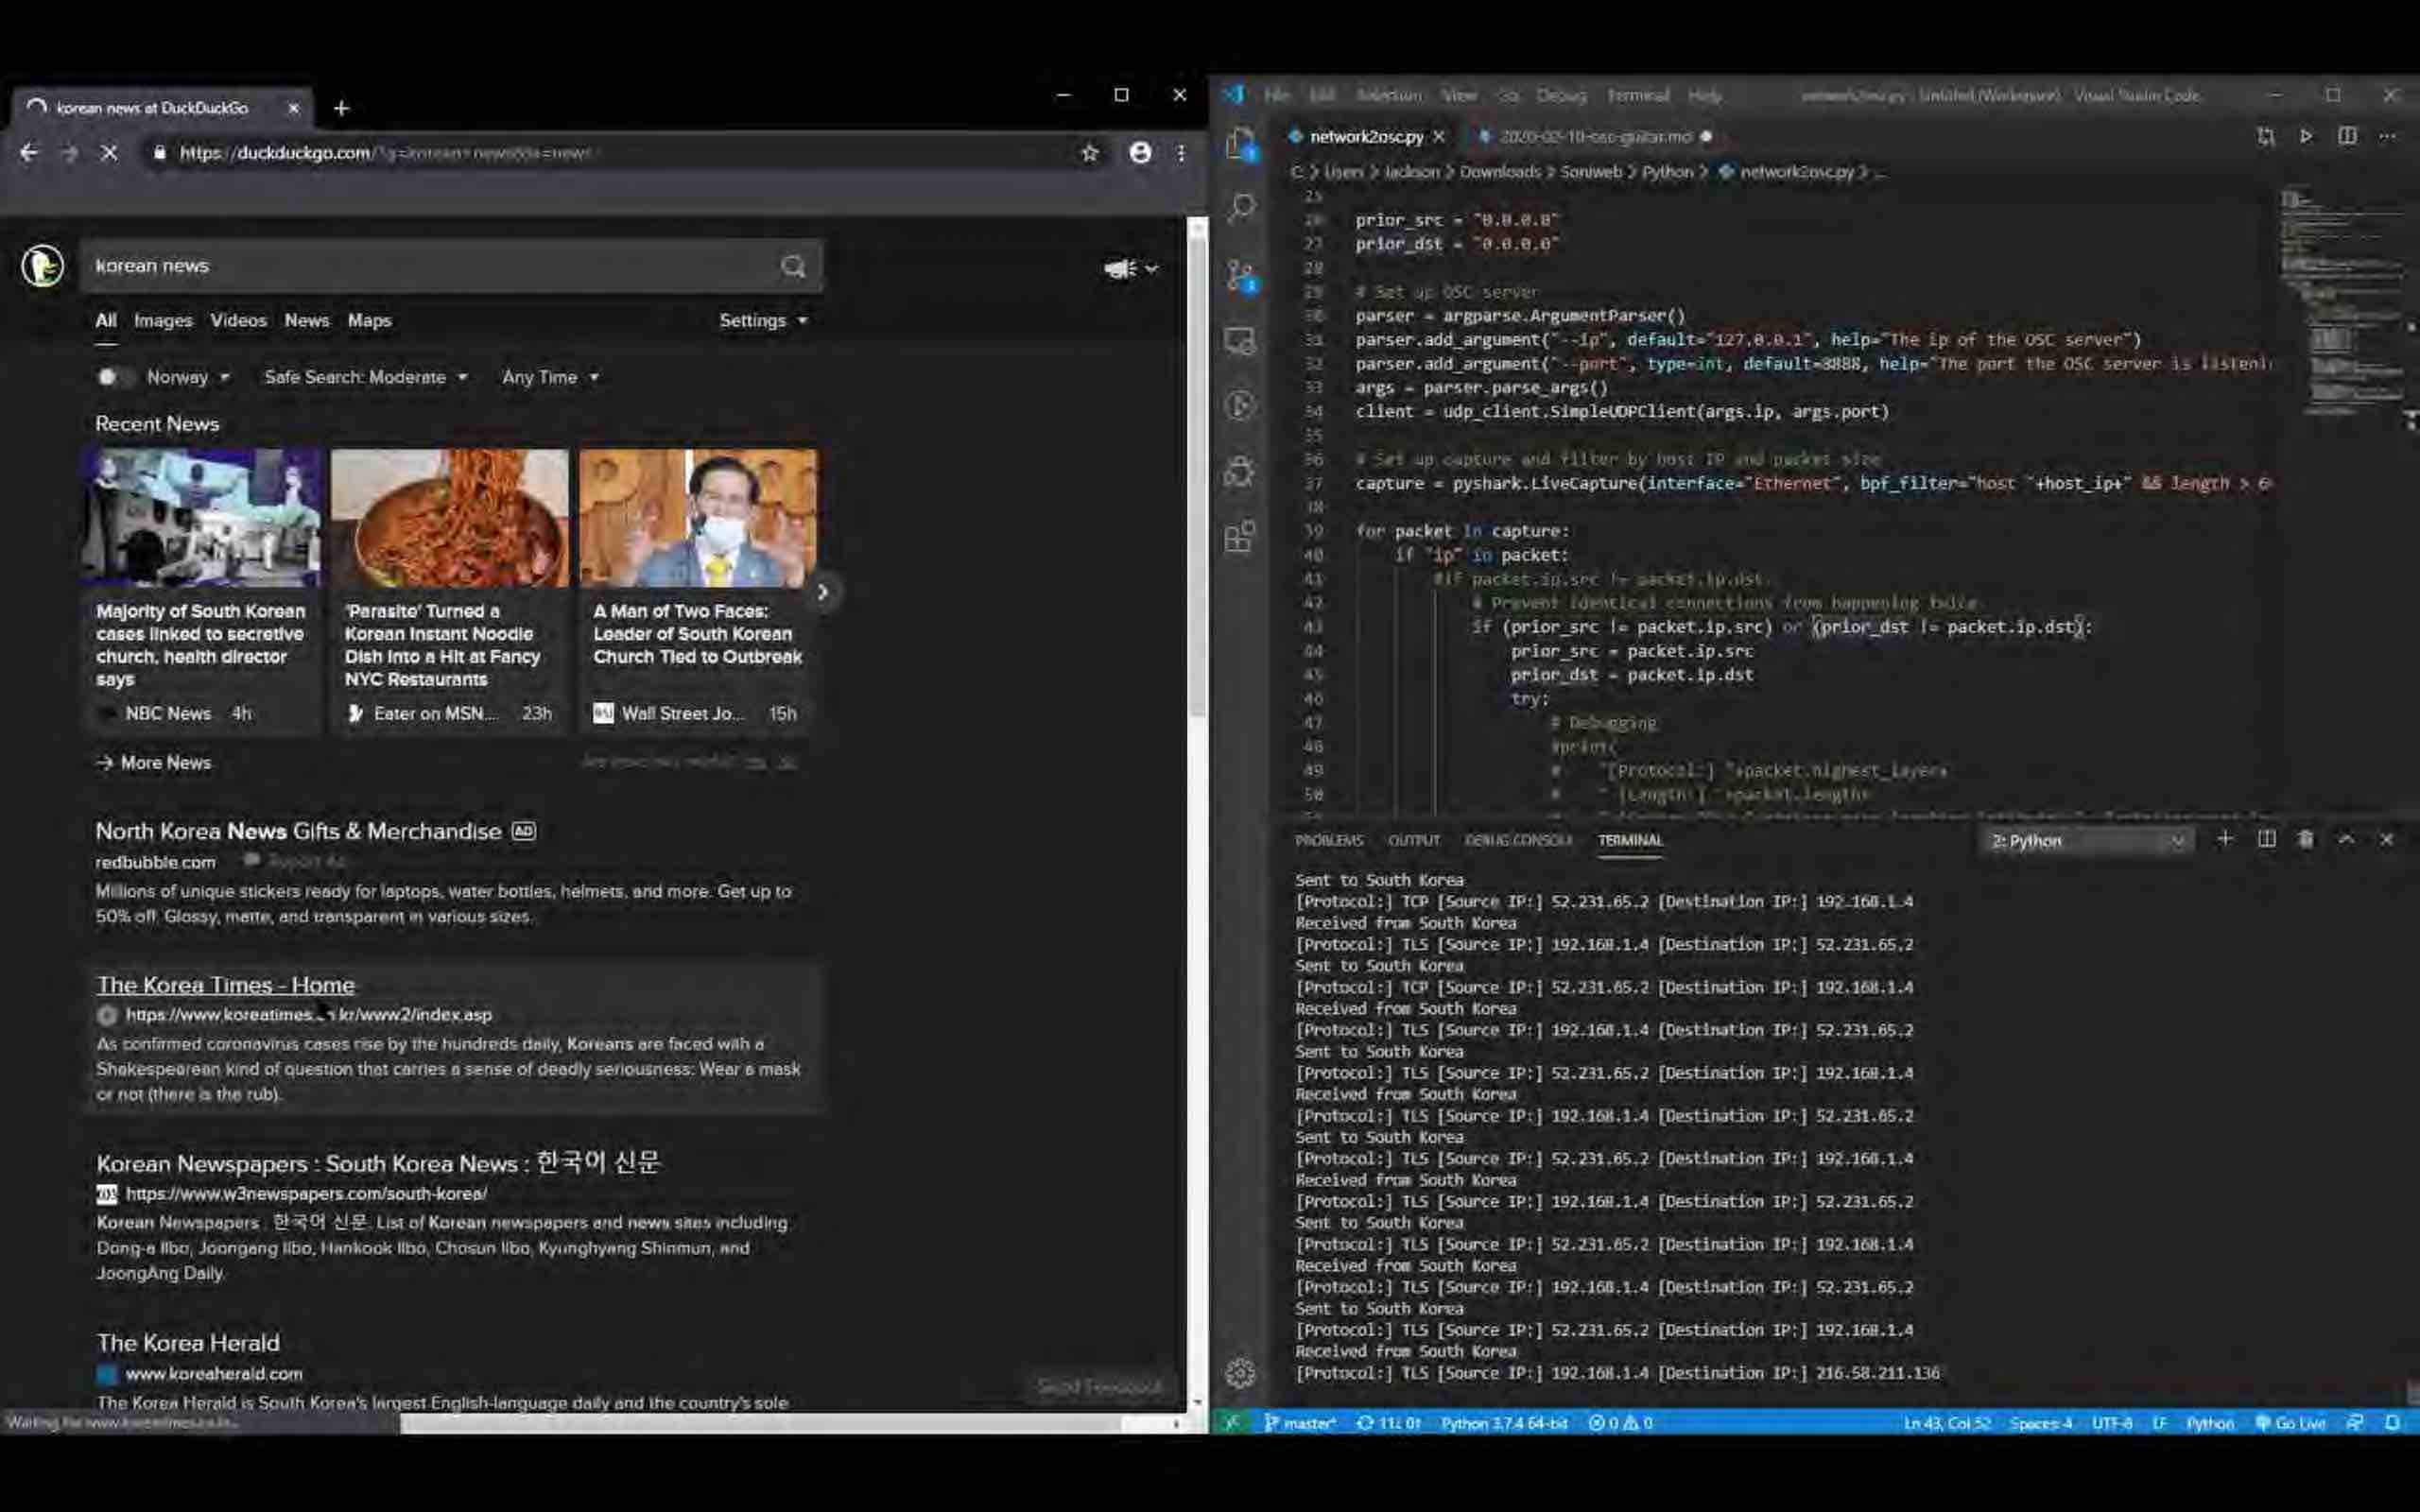 korean news at DuckDuckGo
https://duckduckgo.com/?q=korean+news&ia=news
korean news
All Images Videos News Maps
Settings
Norway Safe Search: Moderate Any Time
Recent News
Majority of South Korean
cases linked to secretive
church, health director
says
NBC News 4h
'Parasite' Turned a
Korean Instant Noodle
Dish Into a Hit at Fancy
NYC Restaurants
Eater on MSN... 23h
A Man of Two Faces:
Leader of South Korean
Church Tied to Outbreak
WSJ Wall Street Jo... 15h
→ More News
North Korea News Gifts & Merchandise AD
redbubble.com Report Ad
Millions of unique stickers ready for laptops, water bottles, helmets, and more. Get up to
50% off. Glossy, matte, and transparent in various sizes.
The Korea Times - Home
https://www.koreatimes. kr/www2/index.asp
As confirmed coronavirus cases rise by the hundreds daily, Koreans are faced with a
Shakespearean kind of question that carries a sense of deadly seriousness: Wear a mask
or not (there is the rub).
Korean Newspapers : South Korea News : 한국어 신문
https://www.w3newspapers.com/south-korea/
Korean Newspapers . 한국어 신문. List of Korean newspapers and news sites including
Dong-a Ilbo, Joongang Ilbo, Hankook Ilbo, Chosun Ilbo, Kyunghyang Shinmun, and
JoongAng Daily.
The Korea Herald
www.koreaherald.com
The Korea Herald is South Korea's largest English-language daily and the country's sole
Send Feedback
File Edit Selection View Go Debug Terminal Help
Untitled (Workspace) Visual Studio Code
network2osc.py 2020-02-10-osc-guitar.md
C: > Users > Jackson > Downloads > Soniweb > Python > network2osc.py > ...
25
26 prior_src = "0.0.0.0"
27 prior_dst = "0.0.0.0"
28
29 # Set up OSC server
30 parser = argparse.ArgumentParser()
31 parser.add_argument("--ip", default="127.0.0.1", help="The ip of the OSC server")
32 parser.add_argument("--port", type=int, default=8888, help="The port the OSC server is listeni
33 args = parser.parse_args()
34 client = udp_client.SimpleUDPClient(args.ip, args.port)
35
36 # Set up capture and filter by host IP and packet size
37 capture = pyshark.LiveCapture(interface="Ethernet", bpf_filter="host "+host_ip+" && length > 6
38
39 for packet in capture:
40 if "ip" in packet:
41 #if packet.ip.src != packet.ip.dst:
42 # Prevent identical connections from happening twice
43 if (prior_src != packet.ip.src) or (prior_dst != packet.ip.dst):
44 prior_src = packet.ip.src
45 prior_dst = packet.ip.dst
46 try:
47 # Debugging
48 #print(
49 # "[Protocol:] "+packet.highest_layer+
50 # " [Length:] "+packet.length+
PROBLEMS OUTPUT DEBUG CONSOLE TERMINAL 2: Python
Sent to South Korea
[Protocol:] TCP [Source IP:] 52.231.65.2 [Destination IP:] 192.168.1.4
Received from South Korea
[Protocol:] TLS [Source IP:] 192.168.1.4 [Destination IP:] 52.231.65.2
Sent to South Korea
[Protocol:] TCP [Source IP:] 52.231.65.2 [Destination IP:] 192.168.1.4
Received from South Korea
[Protocol:] TLS [Source IP:] 192.168.1.4 [Destination IP:] 52.231.65.2
Sent to South Korea
[Protocol:] TLS [Source IP:] 52.231.65.2 [Destination IP:] 192.168.1.4
Received from South Korea
[Protocol:] TLS [Source IP:] 192.168.1.4 [Destination IP:] 52.231.65.2
Sent to South Korea
[Protocol:] TLS [Source IP:] 52.231.65.2 [Destination IP:] 192.168.1.4
Received from South Korea
[Protocol:] TLS [Source IP:] 192.168.1.4 [Destination IP:] 52.231.65.2
Sent to South Korea
[Protocol:] TLS [Source IP:] 52.231.65.2 [Destination IP:] 192.168.1.4
Received from South Korea
[Protocol:] TLS [Source IP:] 192.168.1.4 [Destination IP:] 52.231.65.2
Sent to South Korea
[Protocol:] TLS [Source IP:] 52.231.65.2 [Destination IP:] 192.168.1.4
Received from South Korea
[Protocol:] TLS [Source IP:] 192.168.1.4 [Destination IP:] 216.58.211.136
master* Python 3.7.4 64-bit 0 0 Ln 43, Col 52 Spaces: 4 UTF-8 LF Python Go Live